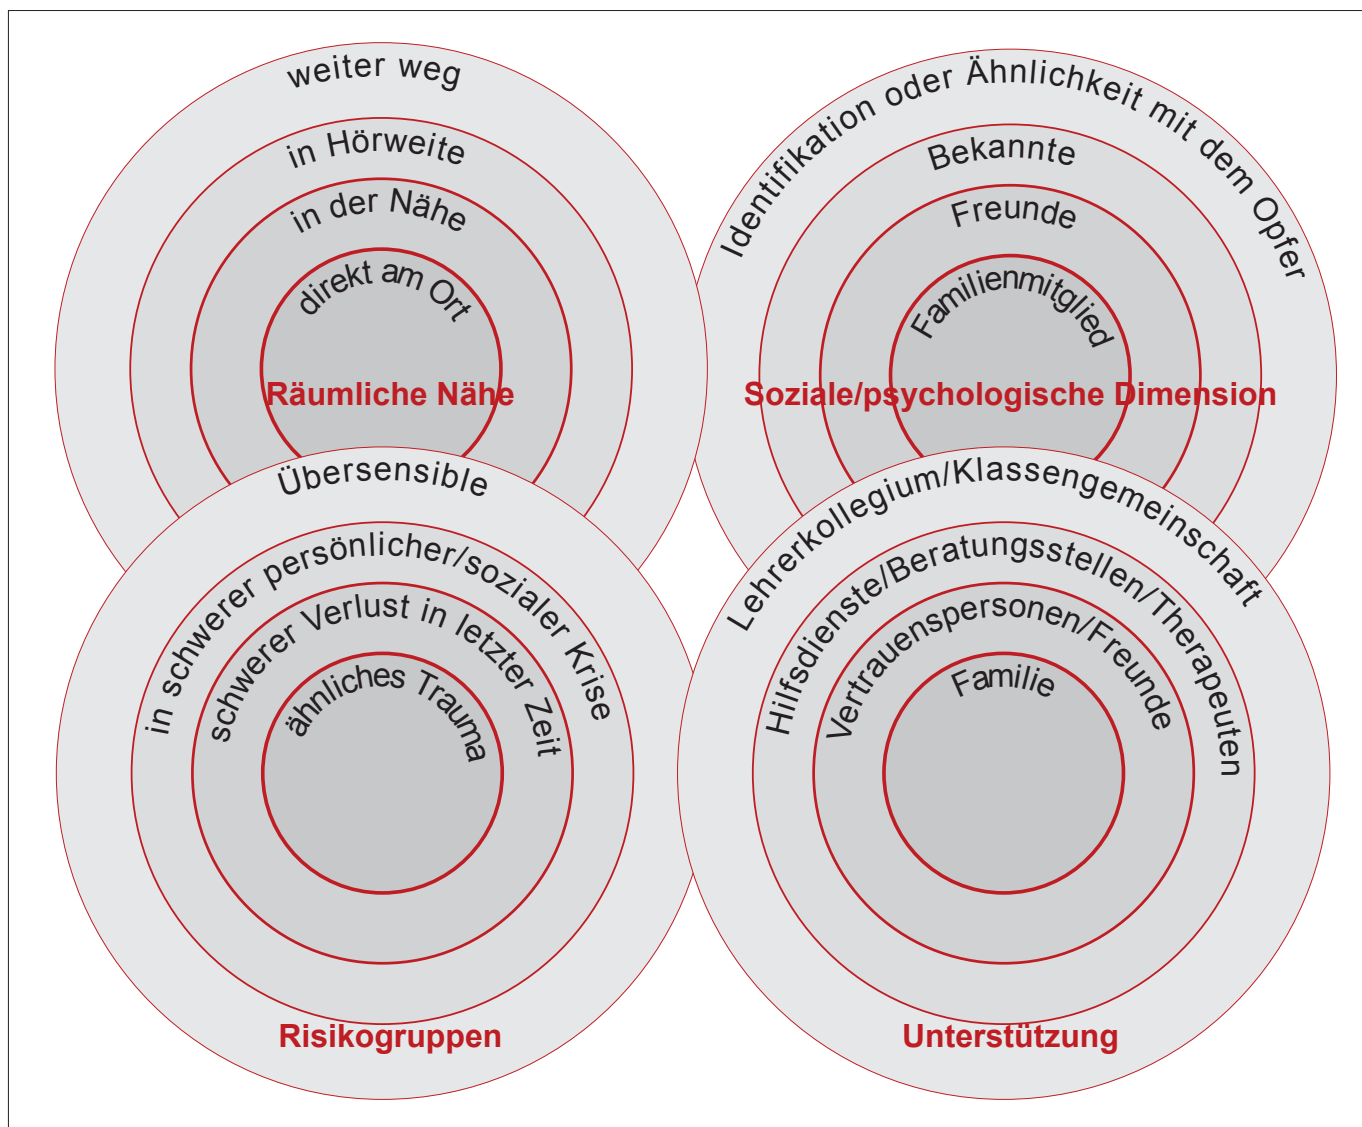 weiter weg
in Hörweite
in der Nähe
direkt am Ort
Räumliche Nähe
Identifikation oder Ähnlichkeit mit dem Opfer
Bekannte
Freunde
Familienmitglied
Soziale/psychologische Dimension
Übersensible
in schwerer persönlicher/sozialer Krise
schwerer Verlust in letzter Zeit
ähnliches Trauma
Risikogruppen
Lehrerkollegium/Klassengemeinschaft
Hilfsdienste/Beratungsstellen/Therapeuten
Vertrauenspersonen/Freunde
Familie
Unterstützung